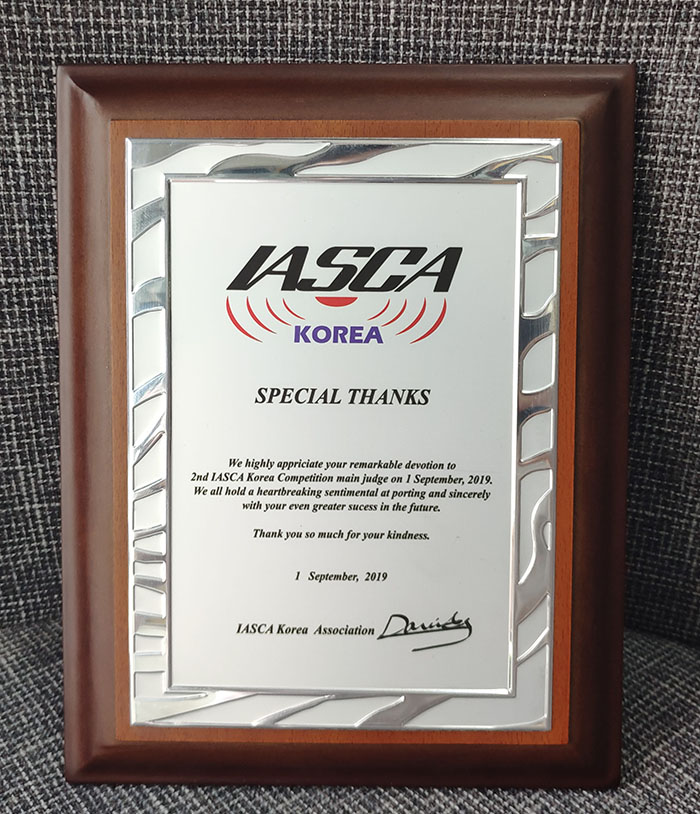 IASCA
KOREA
SPECIAL THANKS
We highly appriciate your remarkable devotion to
2nd IASCA Korea Competition main judge on 1 September, 2019.
We all hold a heartbreaking sentimental at porting and sincerely
with your even greater sucess in the future.
Thank you so much for your kindness.
1 September, 2019
IASCA Korea Association